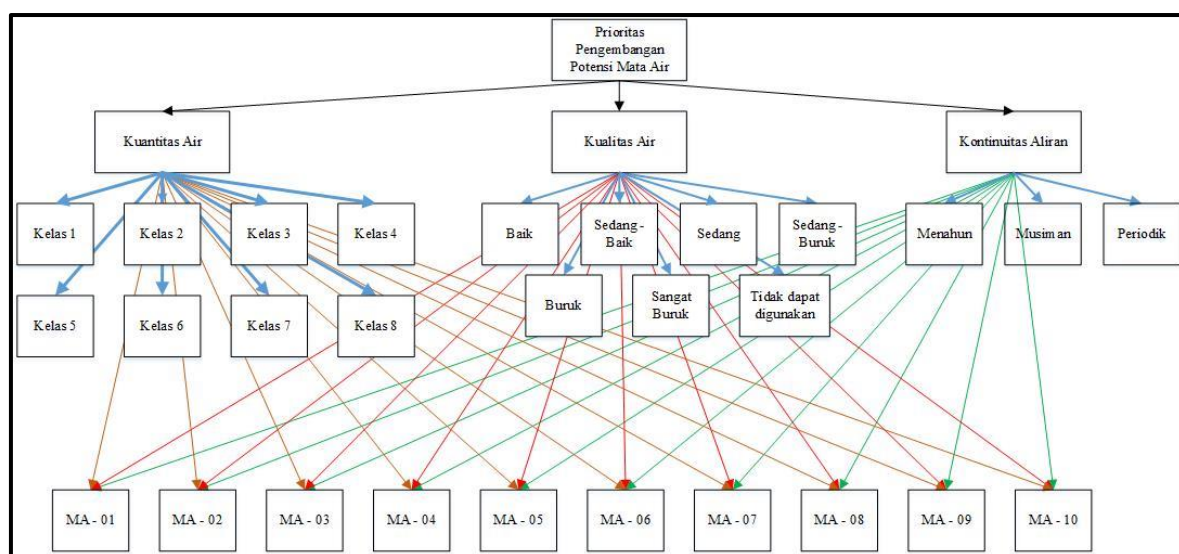 Prioritas
Pengembangan
Potensi Mata Air
Kuantitas Air
Kualitas Air
Kontinuitas Aliran
Kelas 1
Kelas 2
Kelas 3
Kelas 4
Baik
Sedang -
Baik
Sedang
Sedang -
Buruk
Menahun
Musiman
Periodik
Kelas 5
Kelas 6
Kelas 7
Kelas 8
Buruk
Sangat
Buruk
Tidak dapat
digunakan
MA - 01
MA - 02
MA - 03
MA - 04
MA - 05
MA - 06
MA - 07
MA - 08
MA - 09
MA - 10